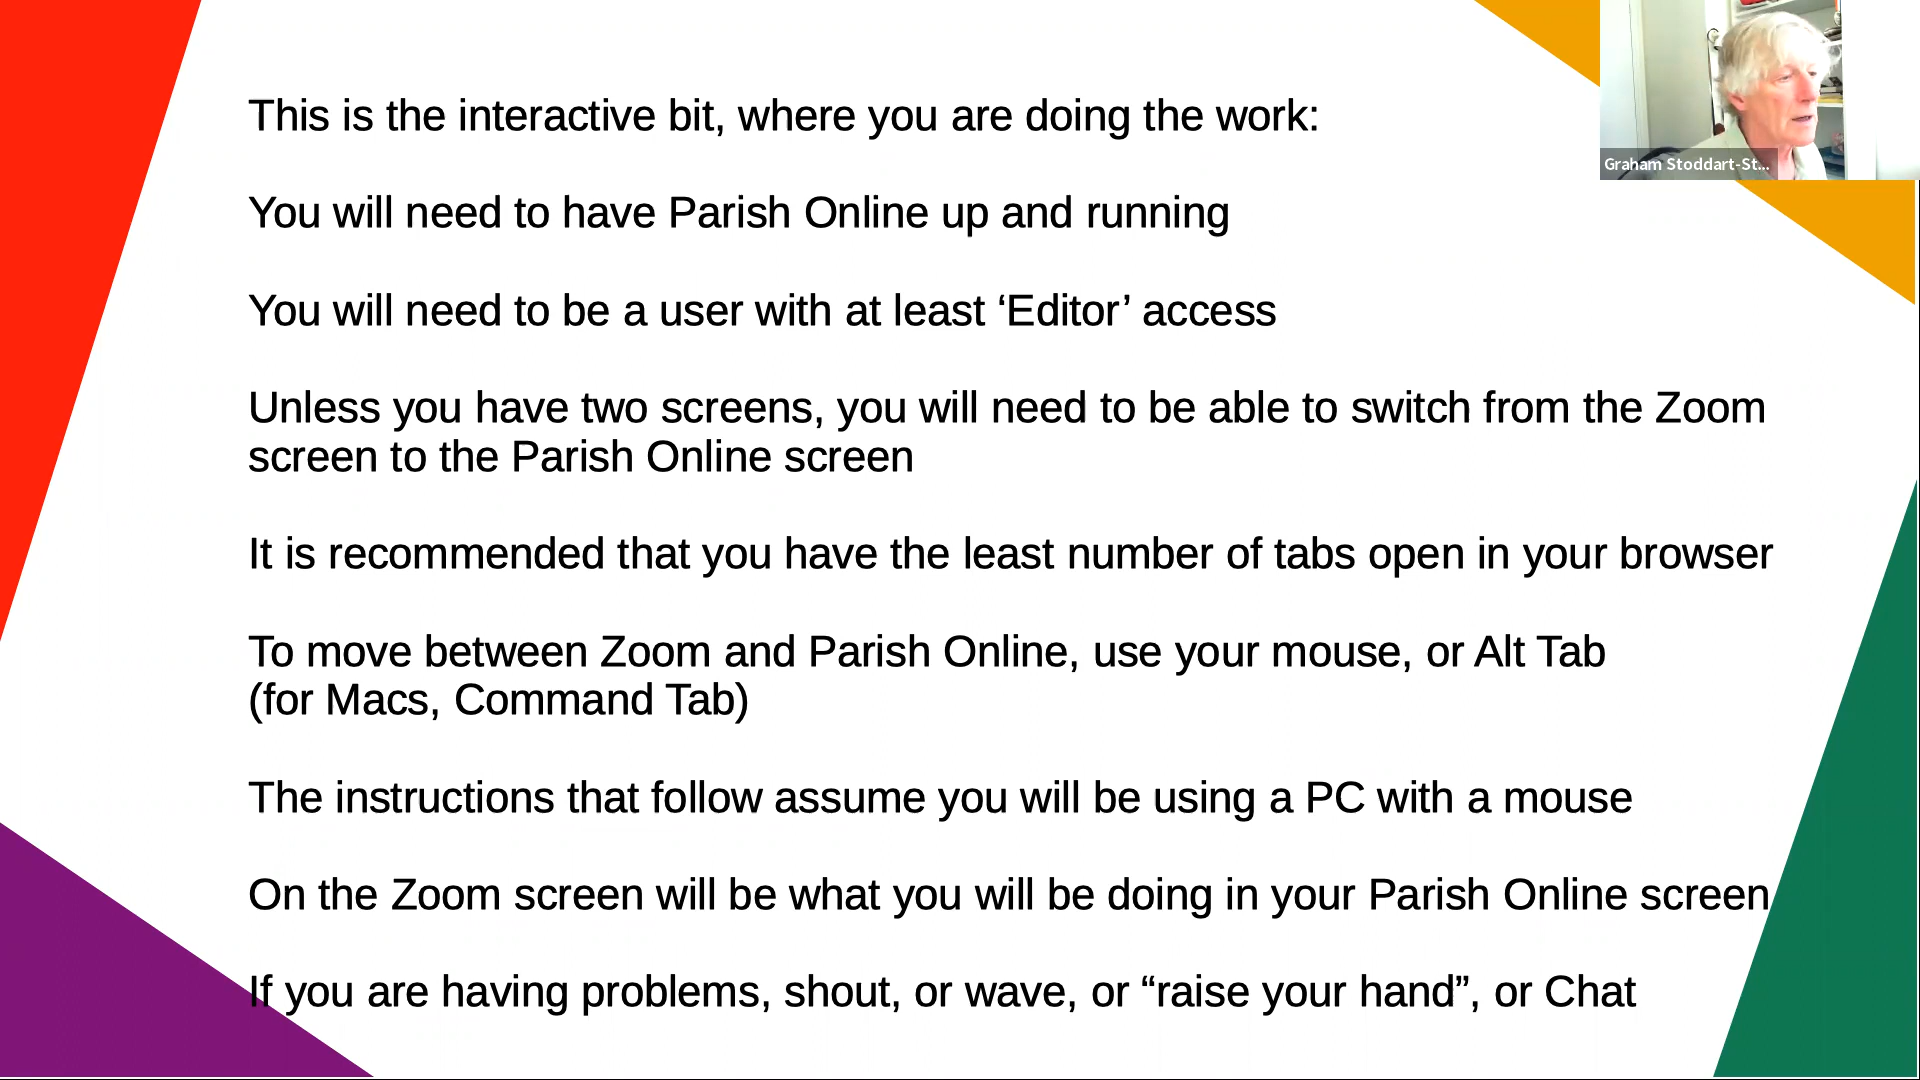 This is the interactive bit, where you are doing the work:
You will need to have Parish Online up and running
You will need to be a user with at least ‘Editor’ access
Unless you have two screens, you will need to be able to switch from the Zoom
screen to the Parish Online screen
It is recommended that you have the least number of tabs open in your browser
To move between Zoom and Parish Online, use your mouse, or Alt Tab
(for Macs, Command Tab)
The instructions that follow assume you will be using a PC with a mouse
On the Zoom screen will be what you will be doing in your Parish Online screen
If you are having problems, shout, or wave, or “raise your hand”, or Chat
Graham Stoddart-St...